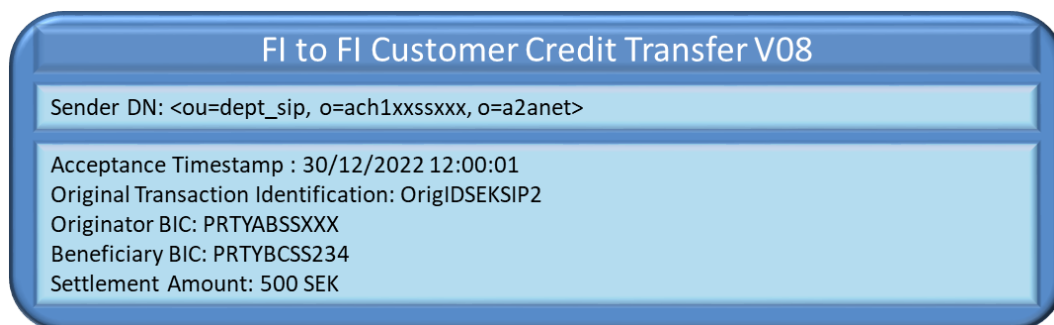 FI to FI Customer Credit Transfer V08
Sender DN: <ou=dept_sip, o=ach1xxssxxx, o=a2anet>
Acceptance Timestamp : 30/12/2022 12:00:01
Original Transaction Identification: OrigIDSEKSIP2
Originator BIC: PRTYABSSXXX
Beneficiary BIC: PRTYBCSS234
Settlement Amount: 500 SEK